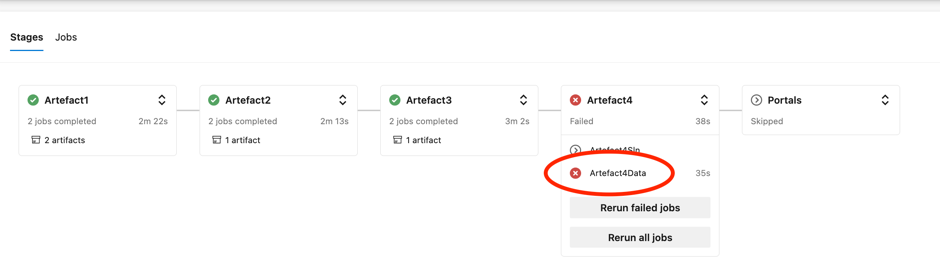 Stages Jobs
Artefact1
2 jobs completed 2m 22s
2 artifacts
Artefact2
2 jobs completed 2m 13s
1 artifact
Artefact3
2 jobs completed 3m 2s
1 artifact
Artefact4
Failed 38s
Artefact4Sln
Artefact4Data 35s
Rerun failed jobs
Rerun all jobs
Portals
Skipped